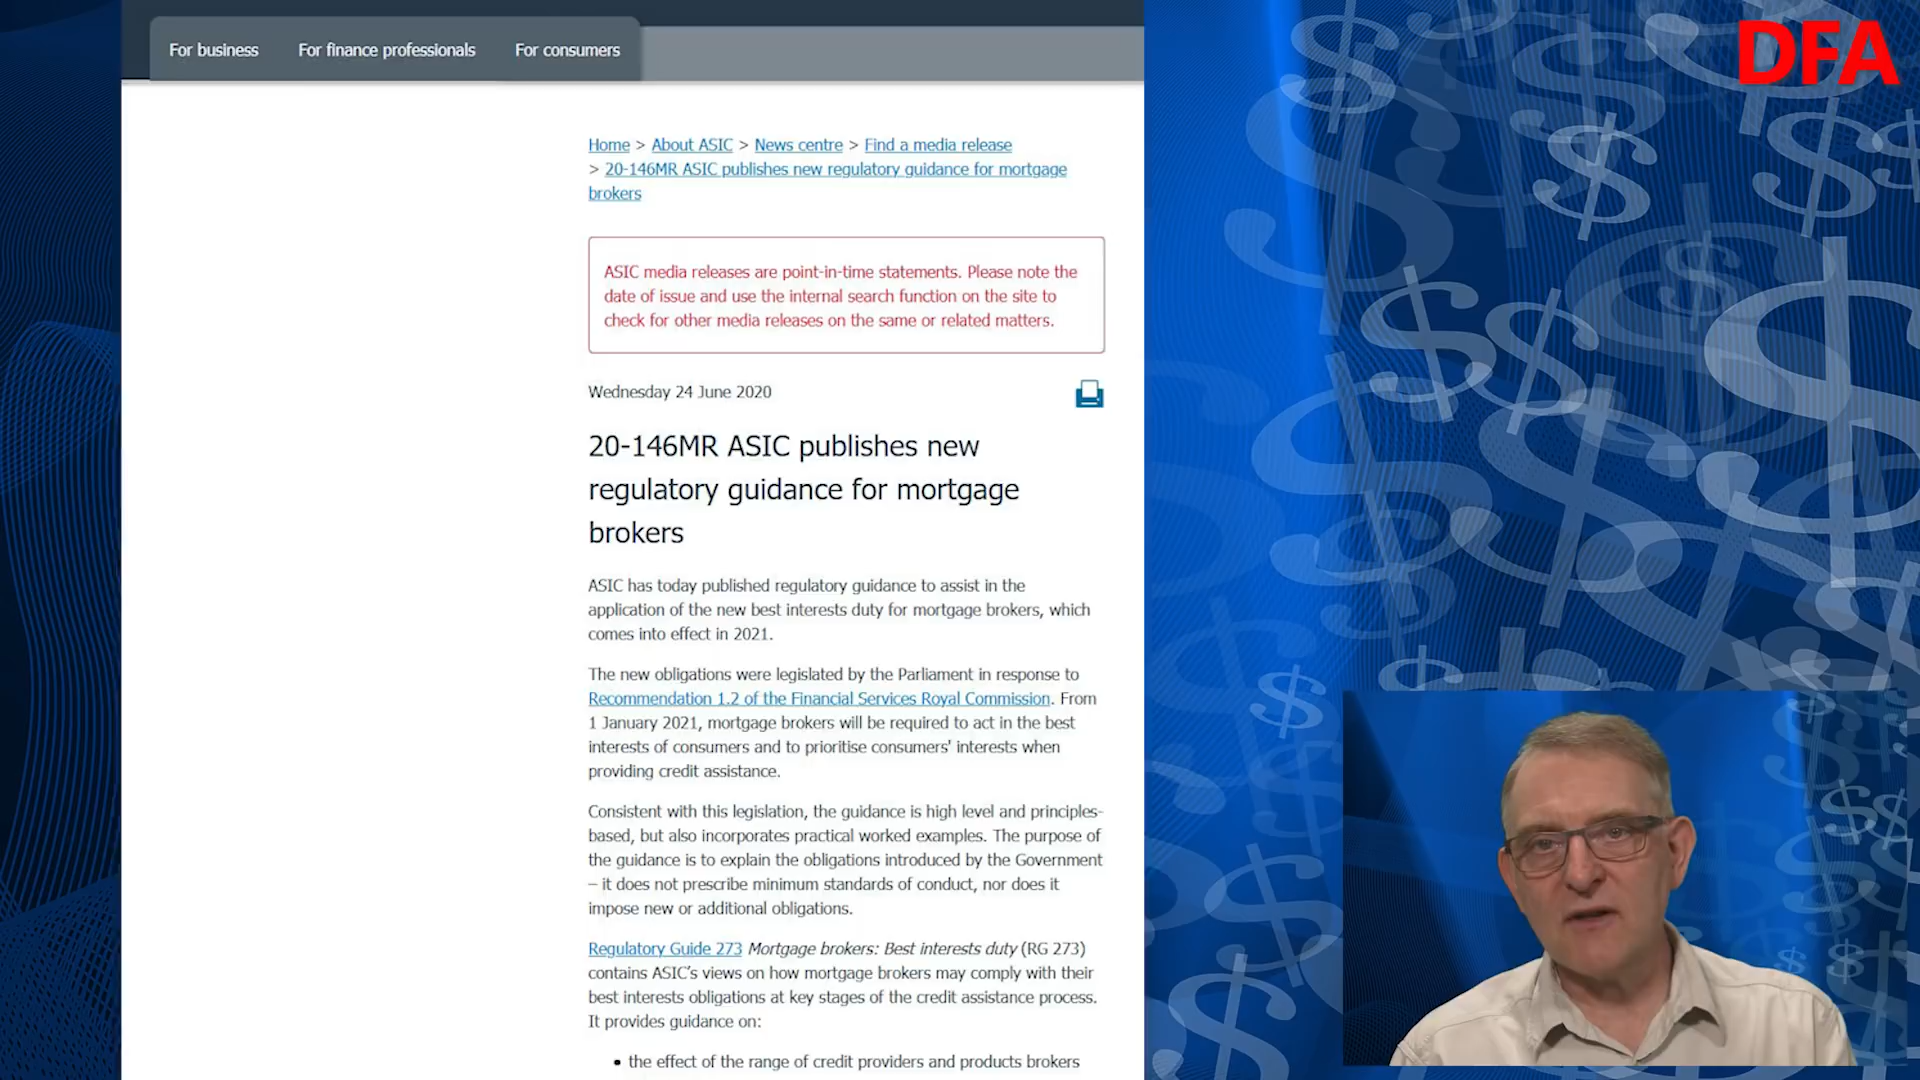 For business For finance professionals For consumers
DFA
Home > About ASIC > News centre > Find a media release
> 20-146MR ASIC publishes new regulatory guidance for mortgage
brokers
ASIC media releases are point-in-time statements. Please note the
date of issue and use the internal search function on the site to
check for other media releases on the same or related matters.
Wednesday 24 June 2020
20-146MR ASIC publishes new
regulatory guidance for mortgage
brokers
ASIC has today published regulatory guidance to assist in the
application of the new best interests duty for mortgage brokers, which
comes into effect in 2021.
The new obligations were legislated by the Parliament in response to
Recommendation 1.2 of the Financial Services Royal Commission. From
1 January 2021, mortgage brokers will be required to act in the best
interests of consumers and to prioritise consumers' interests when
providing credit assistance.
Consistent with this legislation, the guidance is high level and principles-
based, but also incorporates practical worked examples. The purpose of
the guidance is to explain the obligations introduced by the Government
– it does not prescribe minimum standards of conduct, nor does it
impose new or additional obligations.
Regulatory Guide 273 Mortgage brokers: Best interests duty (RG 273)
contains ASIC’s views on how mortgage brokers may comply with their
best interests obligations at key stages of the credit assistance process.
It provides guidance on:
• the effect of the range of credit providers and products brokers